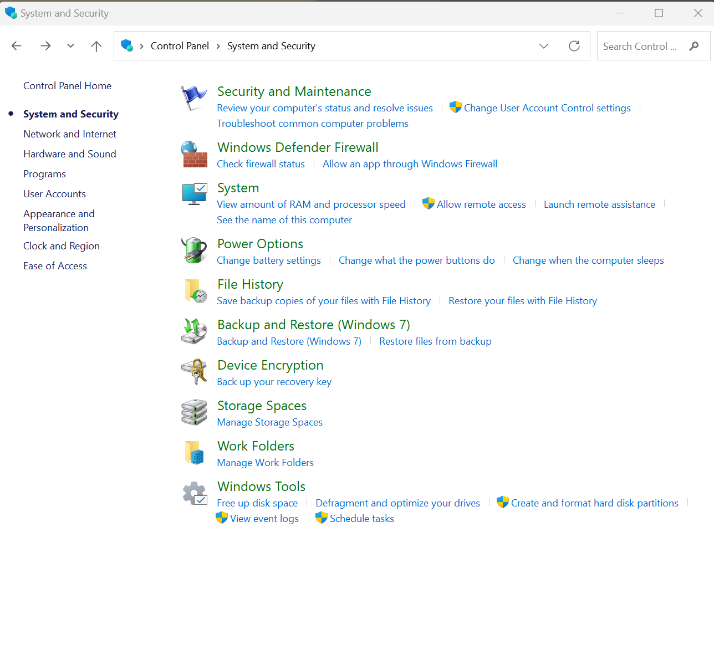 System and Security
Control Panel > System and Security
Search Control ...
Control Panel Home
System and Security
Network and Internet
Hardware and Sound
Programs
User Accounts
Appearance and
Personalization
Clock and Region
Ease of Access
Security and Maintenance
Review your computer's status and resolve issues Change User Account Control settings
Troubleshoot common computer problems
Windows Defender Firewall
Check firewall status Allow an app through Windows Firewall
System
View amount of RAM and processor speed Allow remote access Launch remote assistance
See the name of this computer
Power Options
Change battery settings Change what the power buttons do Change when the computer sleeps
File History
Save backup copies of your files with File History Restore your files with File History
Backup and Restore (Windows 7)
Backup and Restore (Windows 7) Restore files from backup
Device Encryption
Back up your recovery key
Storage Spaces
Manage Storage Spaces
Work Folders
Manage Work Folders
Windows Tools
Free up disk space Defragment and optimize your drives Create and format hard disk partitions
View event logs Schedule tasks